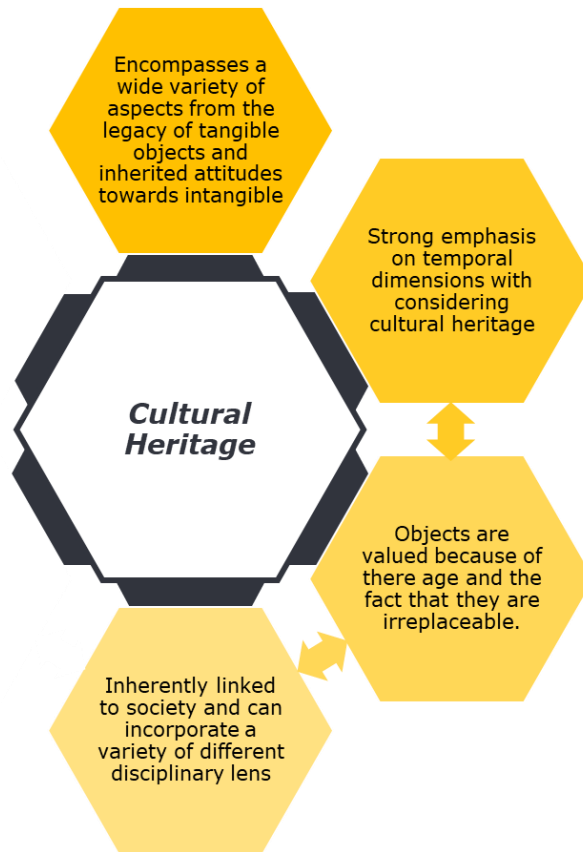 Encompasses a
wide variety of
aspects from the
legacy of tangible
objects and
inherited attitudes
towards intangible
Strong emphasis
on temporal
dimensions with
considering
cultural heritage
Cultural
Heritage
Objects are
valued because of
there age and the
fact that they are
irreplaceable.
Inherently linked
to society and can
incorporate a
variety of different
disciplinary lens